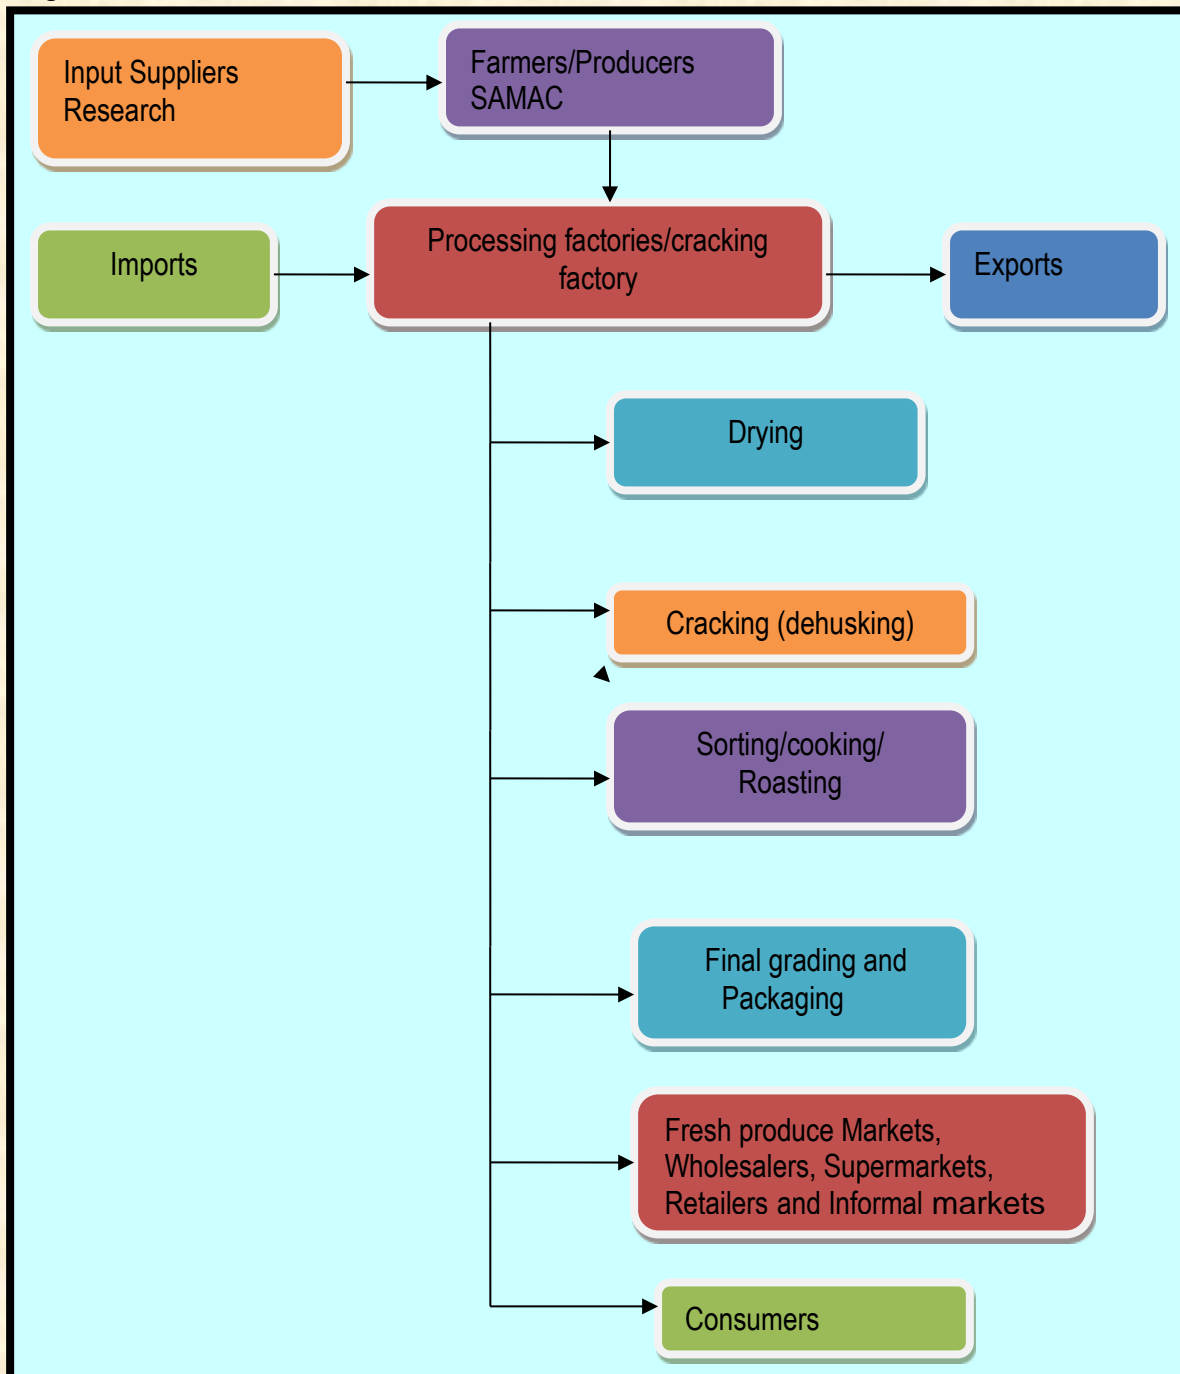 Input Suppliers
Research
Farmers/Producers
SAMAC
Imports
Processing factories/cracking
factory
Exports
Drying
Cracking (dehusking)
Sorting/cooking/
Roasting
Final grading and
Packaging
Fresh produce Markets,
Wholesalers, Supermarkets,
Retailers and Informal markets
Consumers